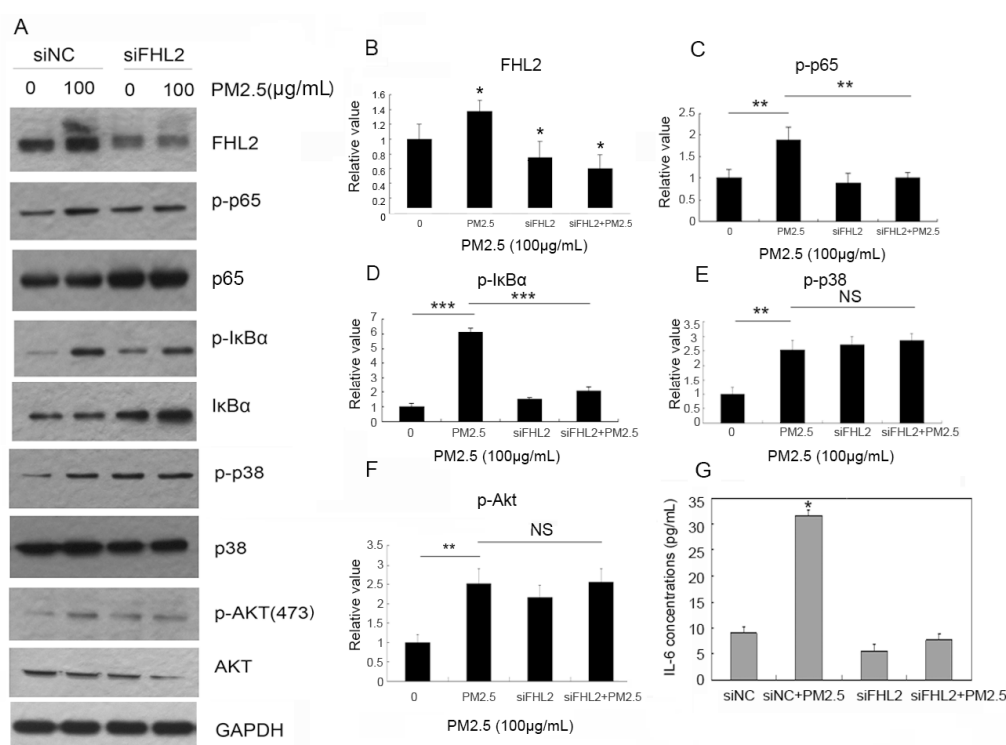 A
siNC siFHL2
0 100 0 100 PM2.5(μg/mL)
FHL2
p-p65
p65
p-IκBα
IκBα
p-p38
p38
p-AKT(473)
AKT
GAPDH
B
FHL2
Relative value
1.6
1.4
1.2
1.0
0.8
0.6
0.4
0.2
0
*
*
*
0 PM2.5 siFHL2 siFHL2+PM2.5
PM2.5 (100μg/mL)
C
p-p65
Relative value
2.5
2
1.5
1
0.5
0
**
**
0 PM2.5 siFHL2 siFHL2+PM2.5
PM2.5 (100μg/mL)
D
p-IκBα
Relative value
7
6
5
4
3
2
1
0
***
***
0 PM2.5 siFHL2 siFHL2+PM2.5
PM2.5 (100μg/mL)
E
p-p38
Relative value
3.5
3
2.5
2
1.5
1
0.5
**
NS
0 PM2.5 siFHL2 siFHL2+PM2.5
PM2.5 (100μg/mL)
F
p-Akt
Relative value
3.5
3
2.5
2
1.5
1
0.5
0
**
NS
0 PM2.5 siFHL2 siFHL2+PM2.5
PM2.5 (100μg/mL)
G
IL-6 concentrations (pg/mL)
35
30
25
20
15
10
5
0
*
siNC siNC+PM2.5 siFHL2 siFHL2+PM2.5